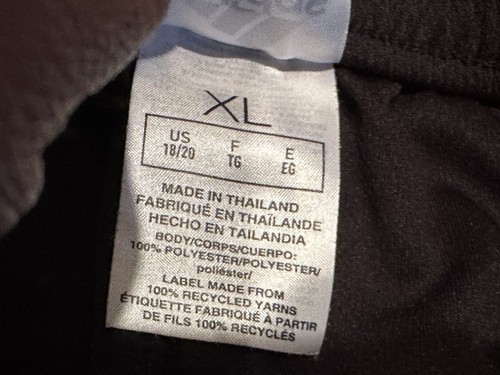 XL
US F E
18/20 TG EG
MADE IN THAILAND
FABRIQUÉ EN THAÏLANDE
HECHO EN TAILANDIA
BODY/CORPS/CUERPO:
100% POLYESTER/POLYESTER/
poliéster/
LABEL MADE FROM
100% RECYCLED YARNS
ÉTIQUETTE FABRIQUÉ À PARTIR
DE FILS 100% RECYCLÉS